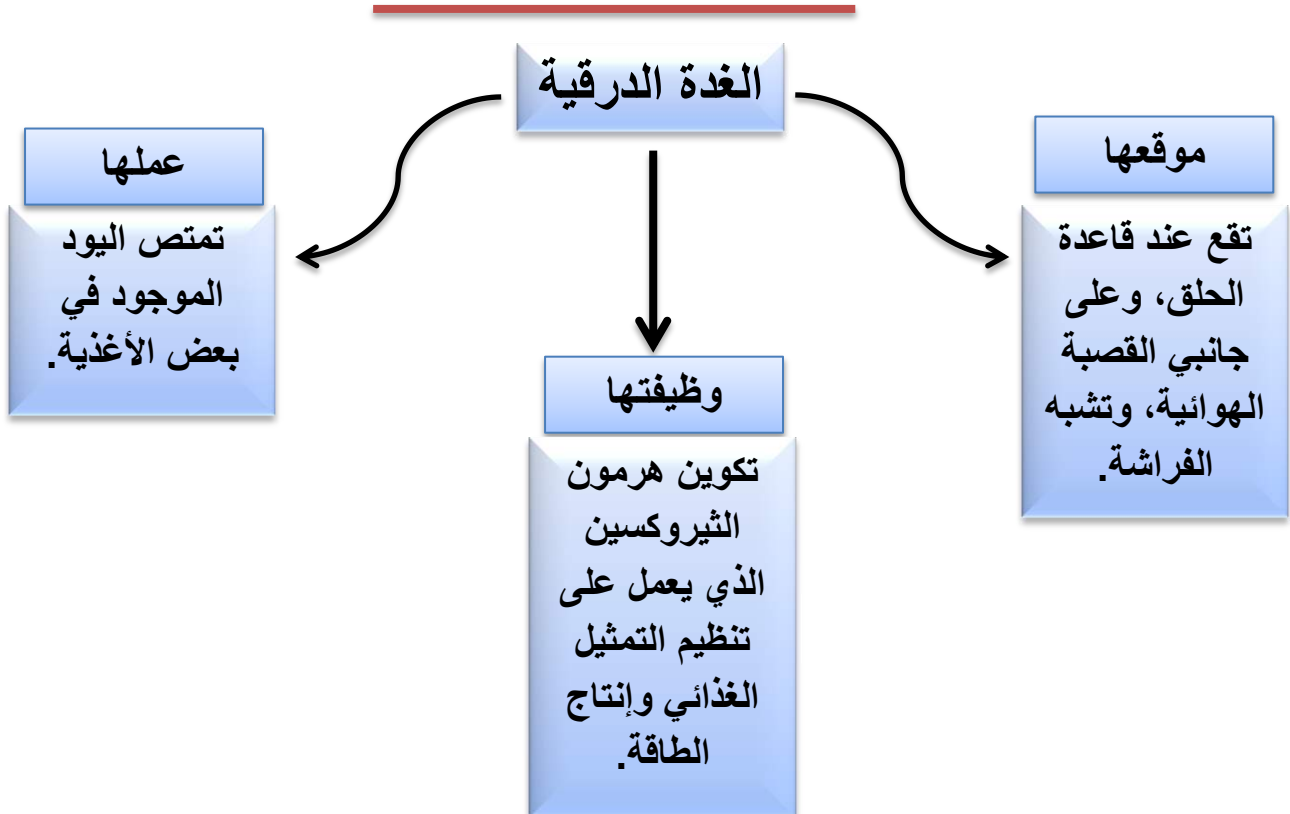 الغدة الدرقية
موقعها
تقع عند قاعدة
الحلق، وعلى
جانبي القصبة
الهوائية، وتشبه
الفراشة.
وظيفتها
تكوين هرمون
الثيروكسين
الذي يعمل على
تنظيم التمثيل
الغذائي وإنتاج
الطاقة.
عملها
تمتص اليود
الموجود في
بعض الأغذية.